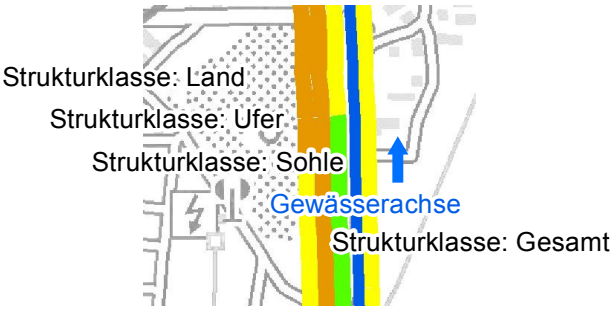 Strukturklasse: Land
Strukturklasse: Ufer
Strukturklasse: Sohle
Gewässerachse
Strukturklasse: Gesamt